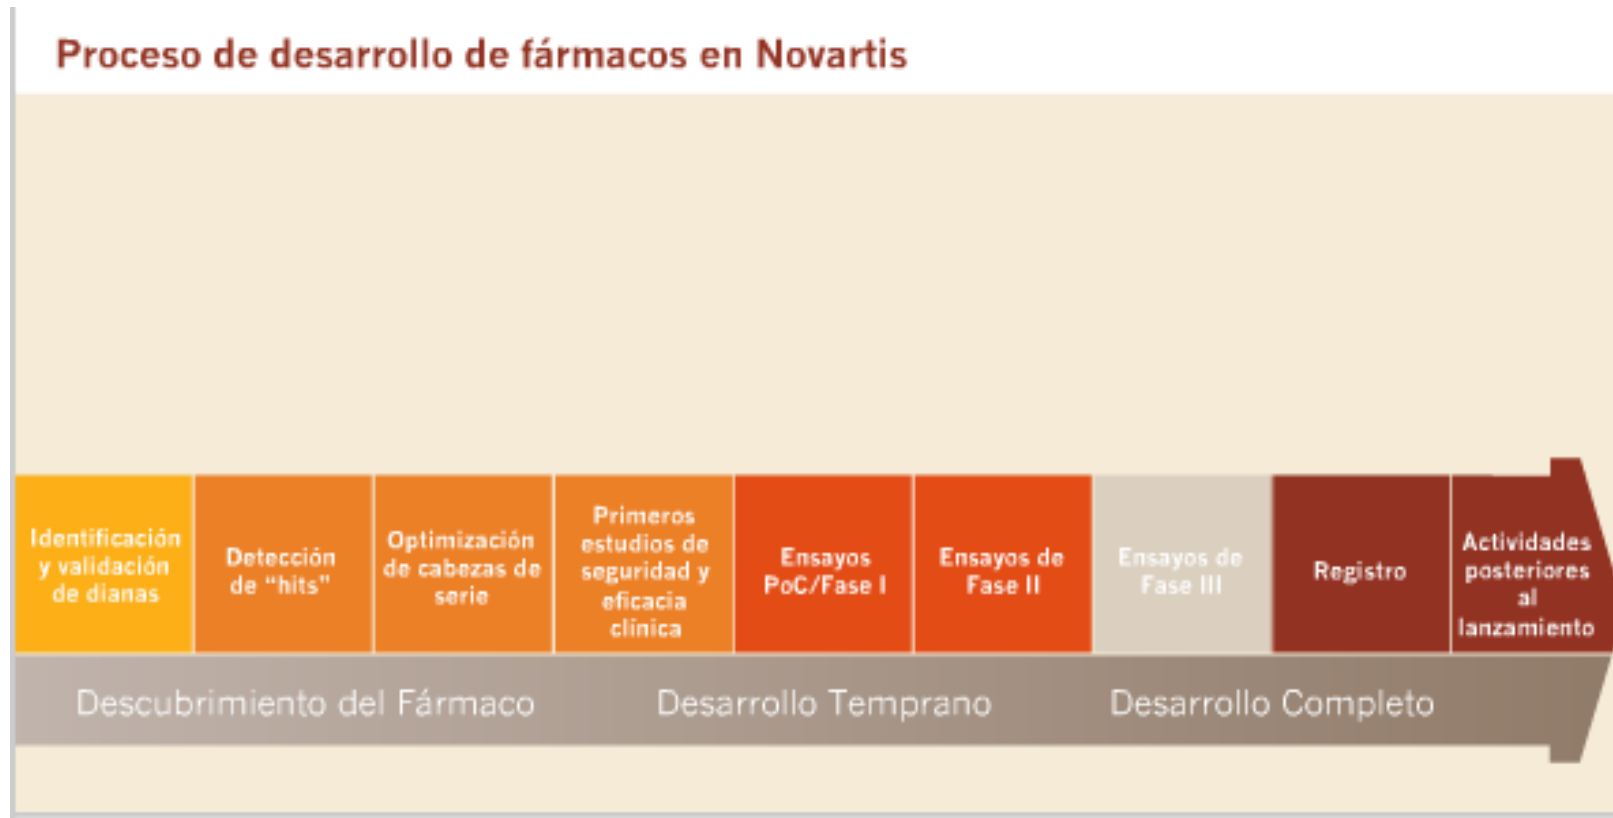 Proceso de desarrollo de fármacos en Novartis
Identificación
y validación
de dianas
Detección
de “hits”
Optimización
de cabezas de
serie
Primeros
estudios de
seguridad y
eficacia
clínica
Ensayos
PoC/Fase I
Ensayos de
Fase II
Ensayos de
Fase III
Registro
Actividades
posteriores
al
lanzamiento
Descubrimiento del Fármaco
Desarrollo Temprano
Desarrollo Completo